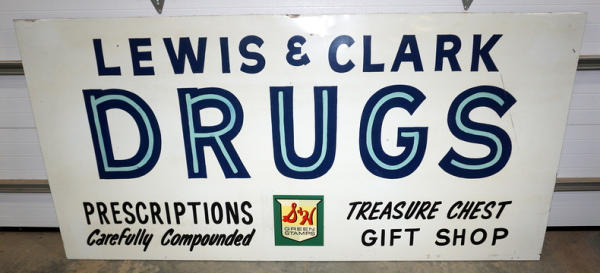 LEWIS & CLARK
DRUGS
PRESCRIPTIONS
Carefully Compounded
S&H
GREEN
STAMPS
TREASURE CHEST
GIFT SHOP